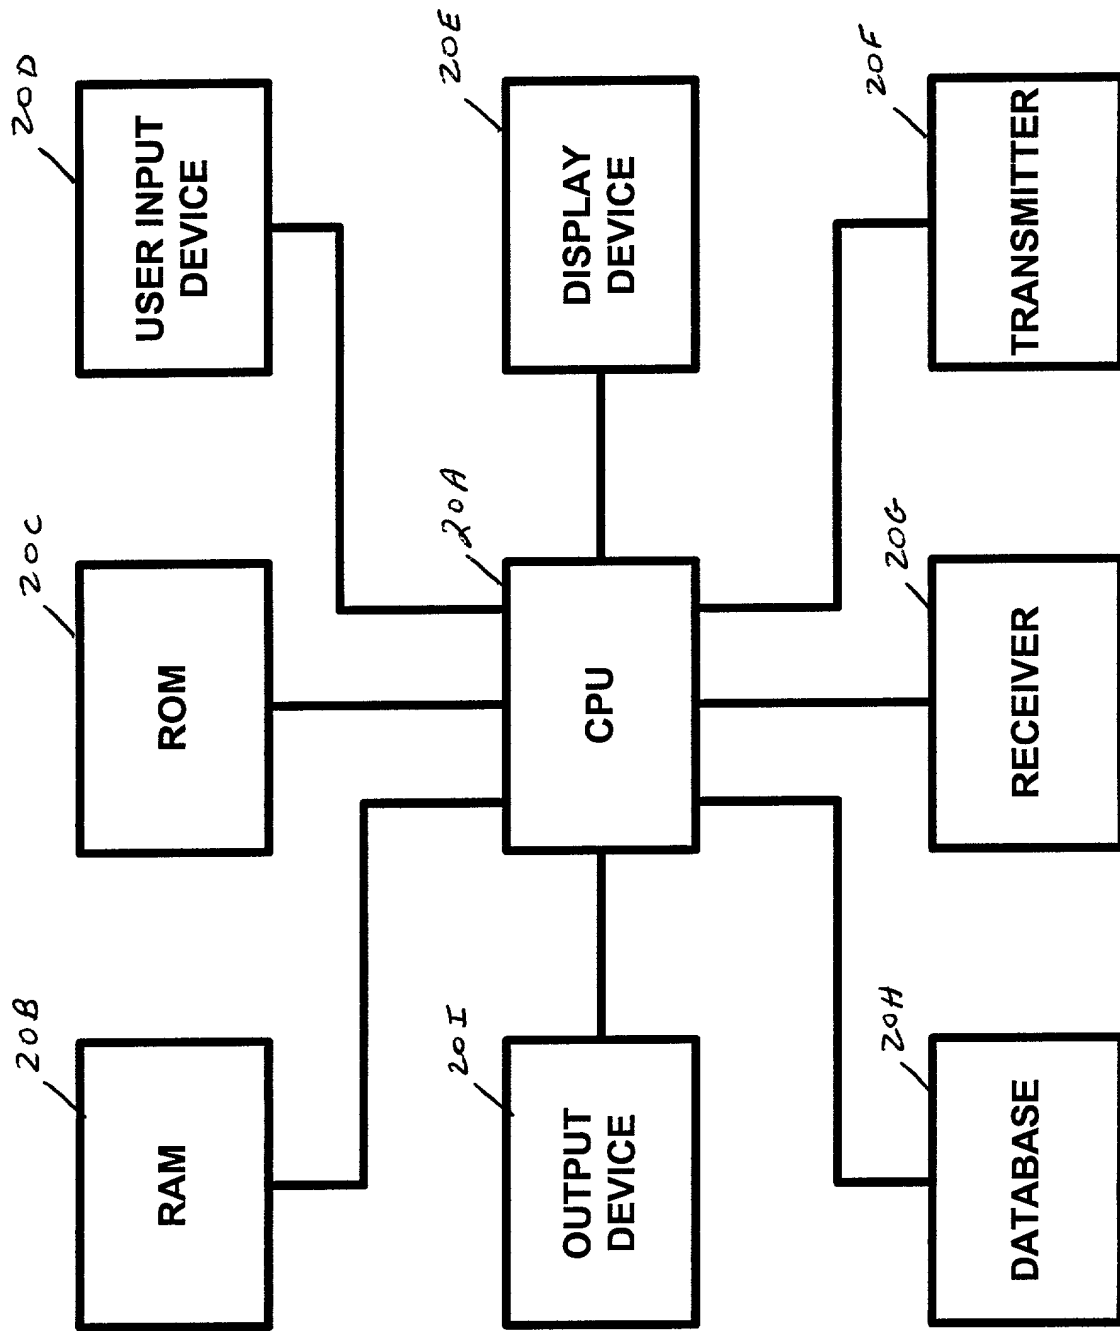 20B
RAM
20C
ROM
20D
USER INPUT
DEVICE
20I
OUTPUT
DEVICE
20A
CPU
20E
DISPLAY
DEVICE
20H
DATABASE
20G
RECEIVER
20F
TRANSMITTER